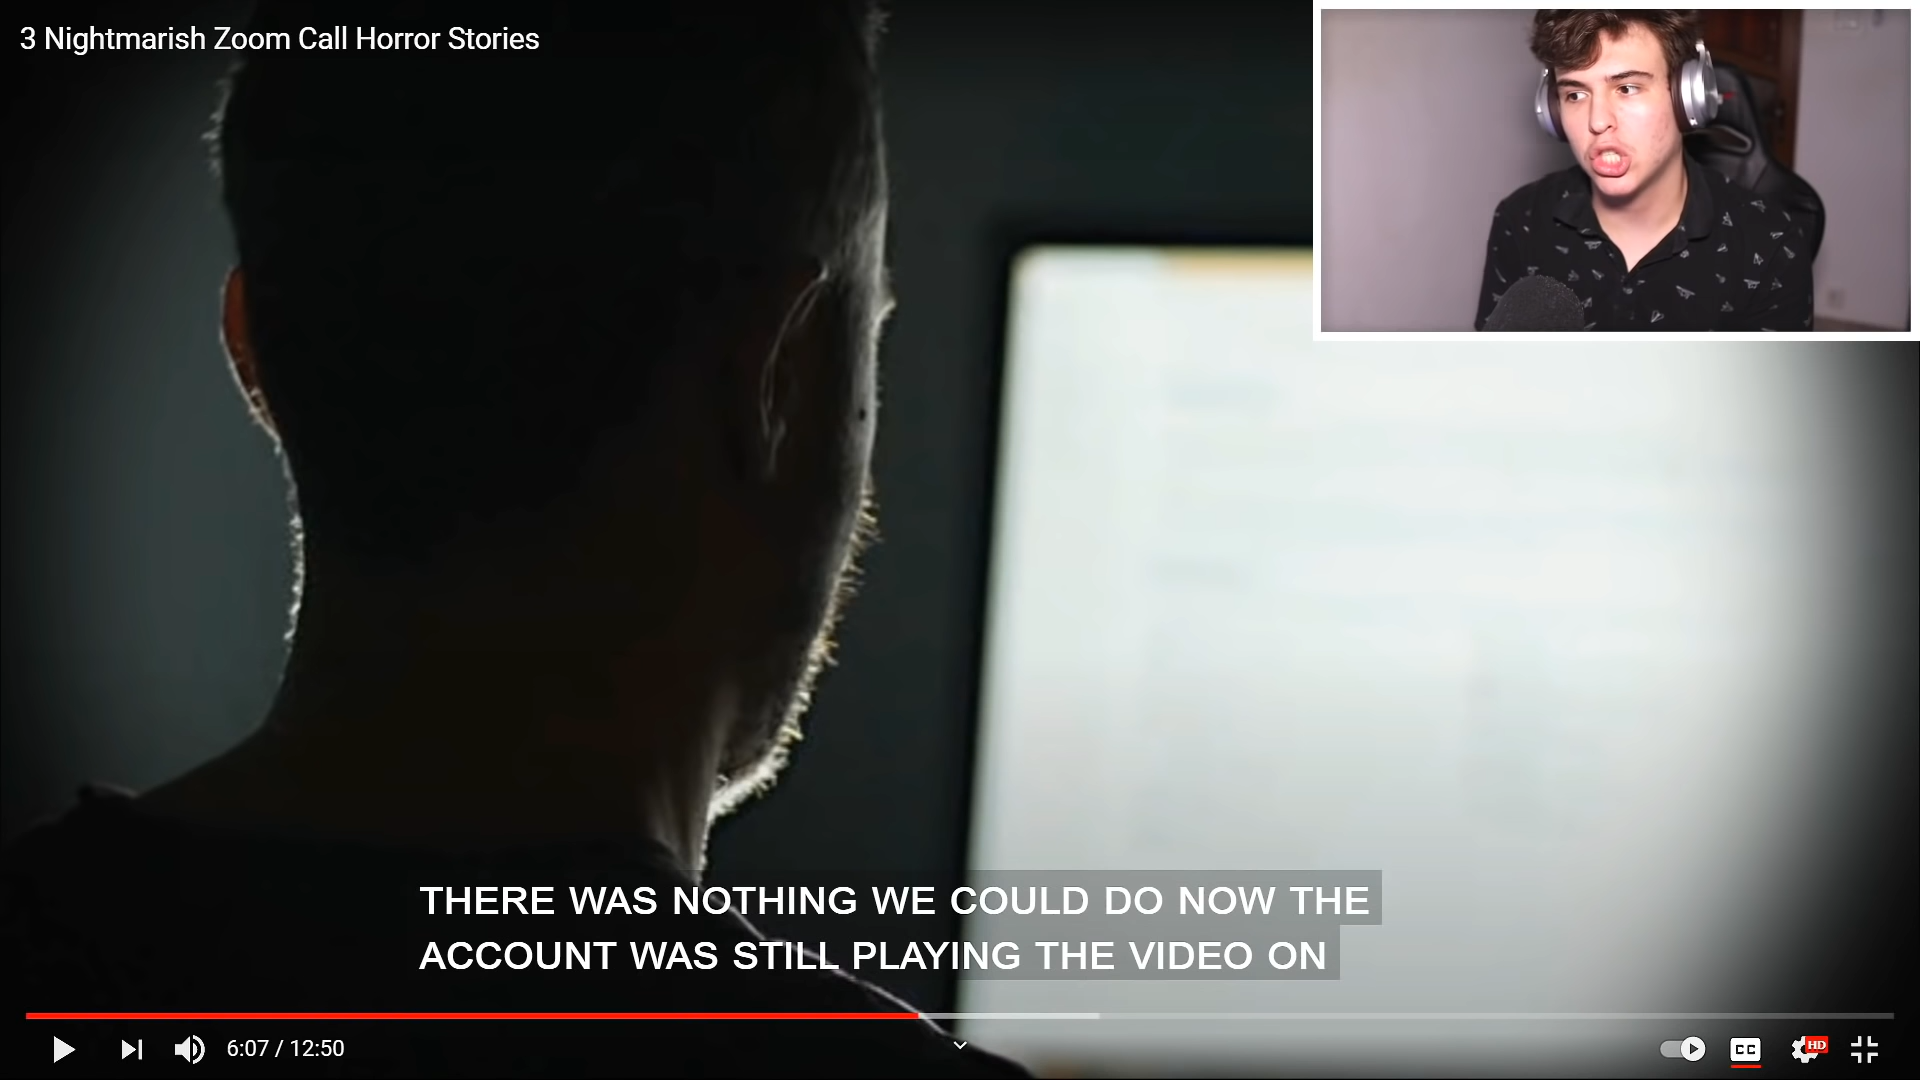 3 Nightmarish Zoom Call Horror Stories
THERE WAS NOTHING WE COULD DO NOW THE
ACCOUNT WAS STILL PLAYING THE VIDEO ON
6:07 / 12:50
CC
HD